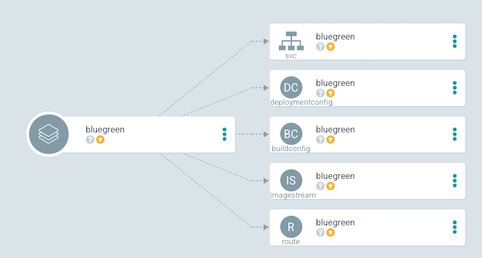 bluegreen
bluegreen
svc
DC
bluegreen
deploymentconfig
BC
bluegreen
buildconfig
IS
bluegreen
imagestream
R
bluegreen
route